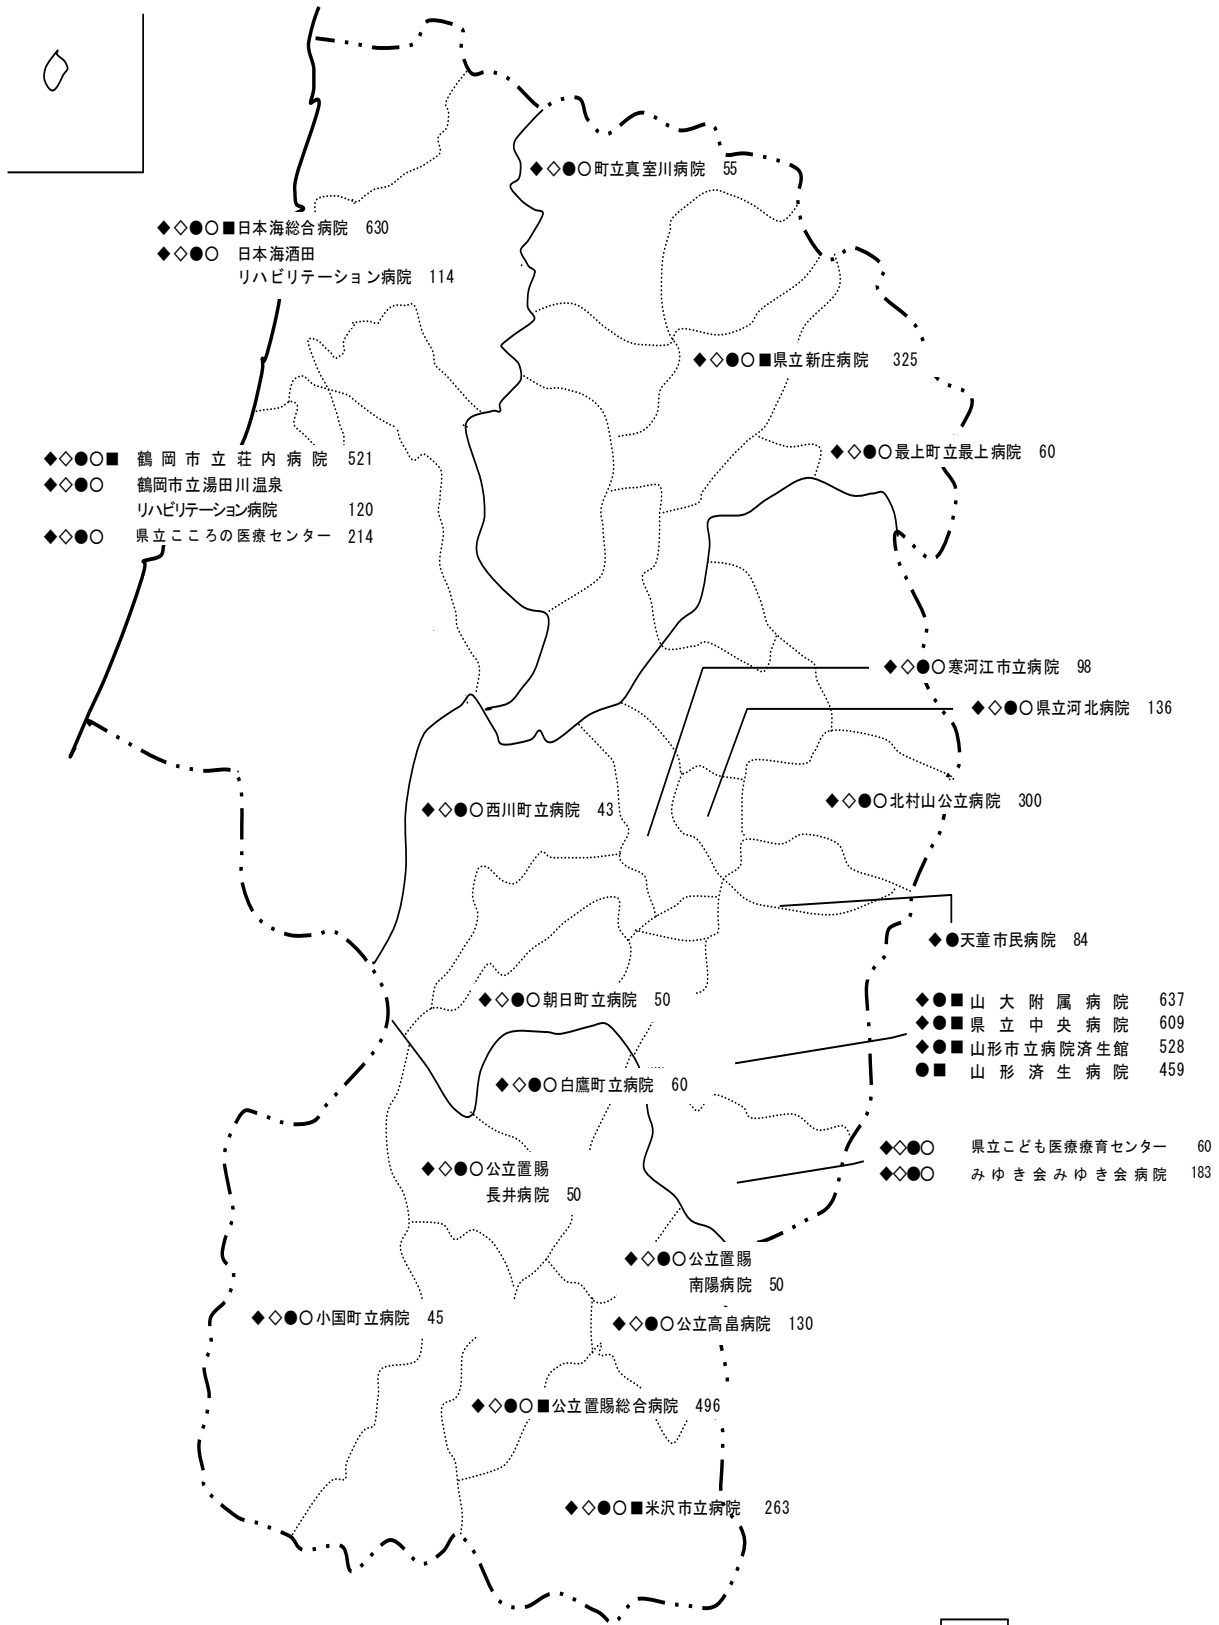 ◆◇●○町立真室川病院 55
◆◇●○■日本海総合病院 630
◆◇●○ 日本海酒田
リハビリテーション病院 114
◆◇●○■県立新庄病院 325
◆◇●○最上町立最上病院 60
◆◇●○■ 鶴岡市立荘内病院 521
◆◇●○ 鶴岡市立湯田川温泉
リハビリテーション病院 120
◆◇●○ 県立こころの医療センター 214
◆◇●○寒河江市立病院 98
◆◇●○県立河北病院 136
◆◇●○西川町立病院 43
◆◇●○北村山公立病院 300
◆●天童市民病院 84
◆◇●○朝日町立病院 50
◆●■ 山大附属病院 637
◆●■ 県立中央病院 609
◆●■ 山形市立病院済生館 528
●■ 山形済生病院 459
◆◇●○白鷹町立病院 60
◆◇●○ 県立こども医療療育センター 60
◆◇●○ みゆき会みゆき会病院 183
◆◇●○公立置賜
長井病院 50
◆◇●○公立置賜
南陽病院 50
◆◇●○小国町立病院 45
◆◇●○公立高畠病院 130
◆◇●○■公立置賜総合病院 496
◆◇●○■米沢市立病院 263